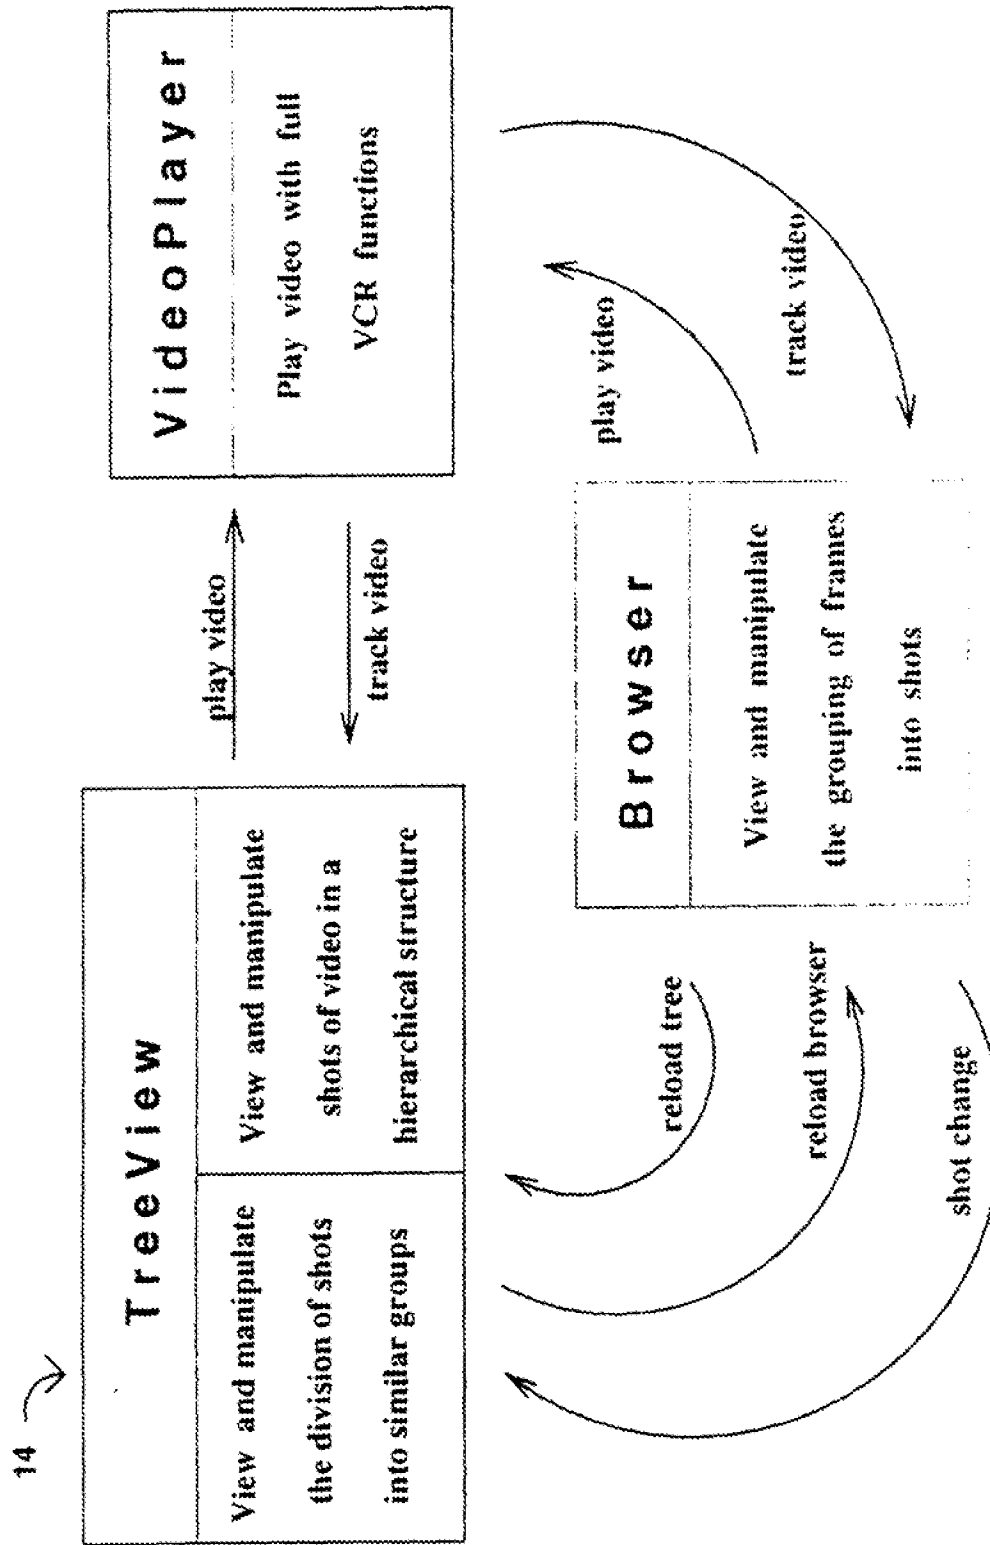 14
TreeView
View and manipulate
the division of shots
into similar groups
View and manipulate
shots of video in a
hierarchical structure
play video
track video
VideoPlayer
Play video with full
VCR functions
reload tree
reload browser
shot change
Browser
View and manipulate
the grouping of frames
into shots
play video
track video